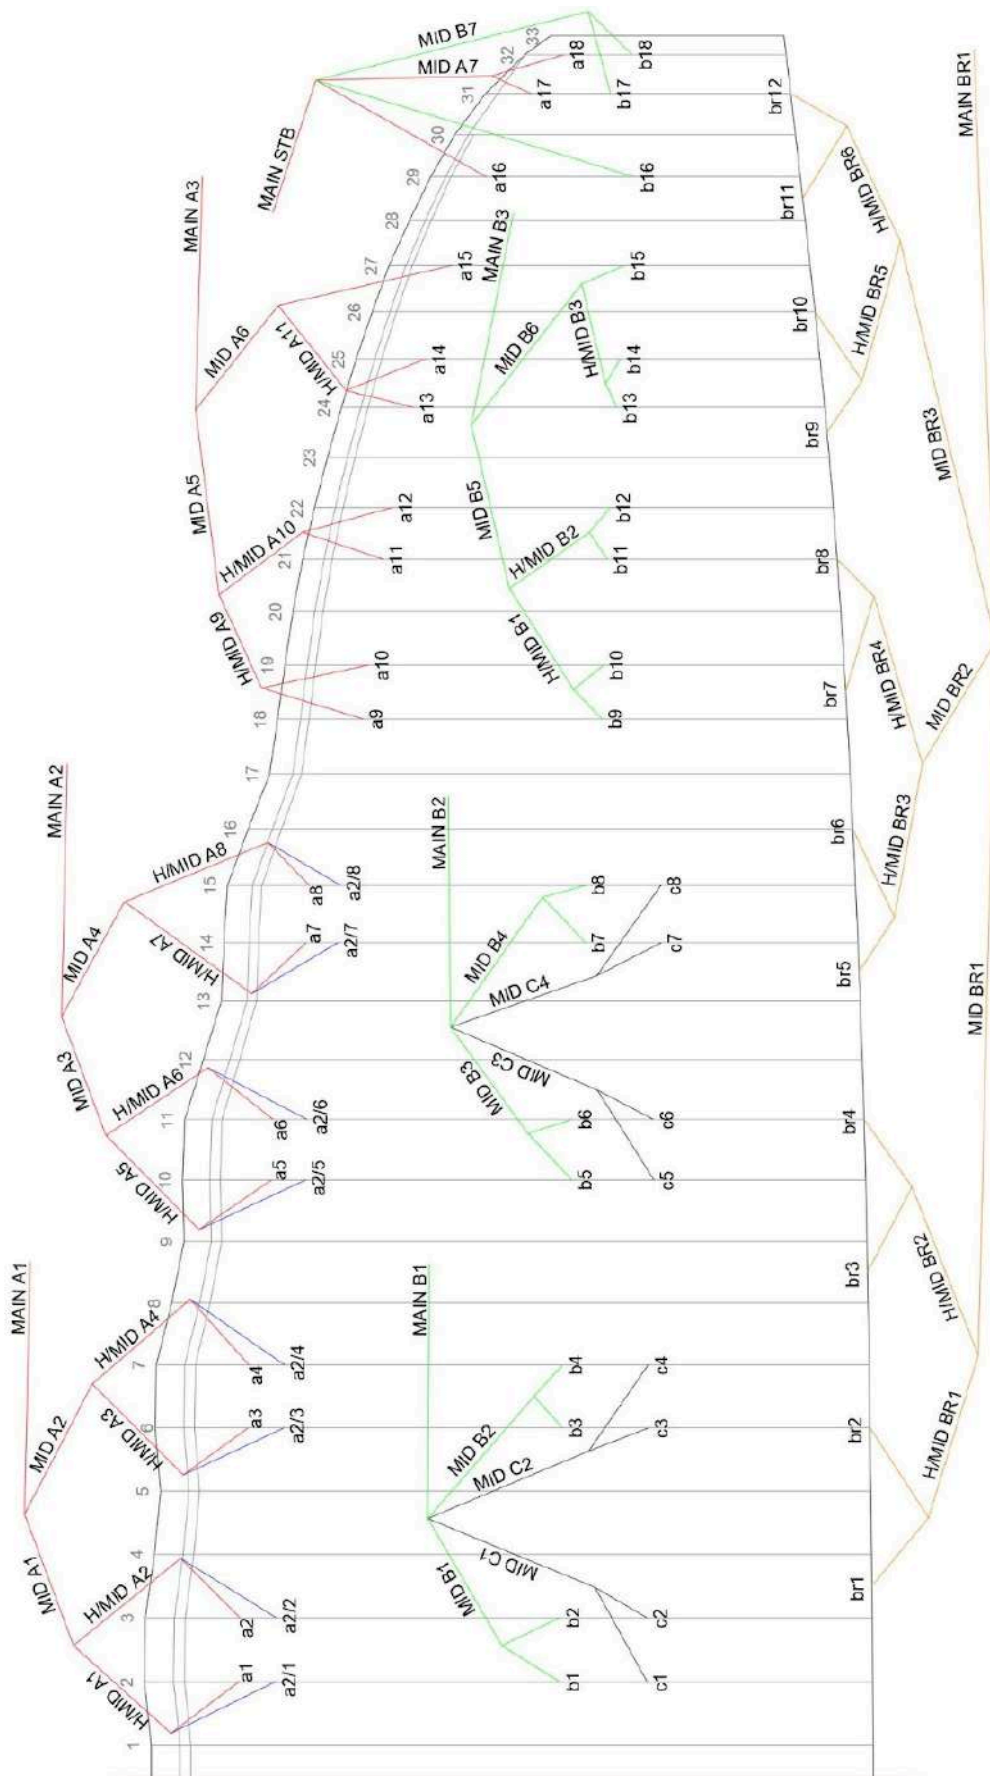 MAIN A1
MAIN A2
MAIN A3
MAIN STB
MID A1
MID A2
MID A3
MID A4
MID A5
MID A6
MID A7
MID B7
H/MID A1
H/MID A2
H/MID A3
H/MID A4
H/MID A5
H/MID A6
H/MID A7
H/MID A8
H/MID A9
H/MID A10
H/MID A11
1
2
3
4
5
6
7
8
9
10
11
12
13
14
15
16
17
18
19
20
21
22
23
24
25
26
27
28
29
30
31
32
33
a1
a2
a3
a4
a5
a6
a7
a8
a9
a10
a11
a12
a13
a14
a15
a16
a17
a18
a2/1
a2/2
a2/3
a2/4
a2/5
a2/6
a2/7
a2/8
MAIN B1
MAIN B2
MAIN B3
MID B1
MID B2
MID B3
MID B4
MID B5
MID B6
H/MID B1
H/MID B2
H/MID B3
MID C1
MID C2
MID C3
MID C4
b1
b2
b3
b4
b5
b6
b7
b8
b9
b10
b11
b12
b13
b14
b15
b16
b17
b18
c1
c2
c3
c4
c5
c6
c7
c8
br1
br2
br3
br4
br5
br6
br7
br8
br9
br10
br11
br12
H/MID BR1
H/MID BR2
H/MID BR3
H/MID BR4
H/MID BR5
H/MID BR6
MID BR1
MID BR2
MID BR3
MAIN BR1